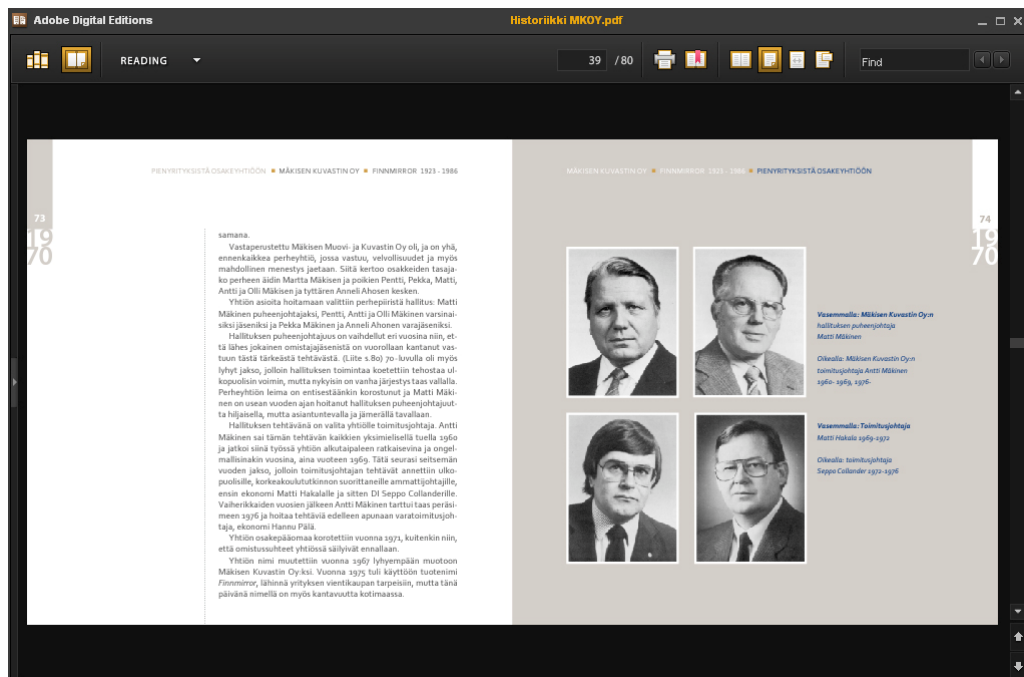 Adobe Digital Editions
Historiikki MKOY.pdf
READING
39 /80
Find
PIENYRITYKSISTÄ OSAKEYHTIÖÖN MÄKISEN KUVASTIN OY FINNMIRROR 1923 - 1986
73
1970
samana.
Vastaperustettu Mäkisen Muovi- ja Kuvastin Oy oli, ja on yhä,
ennenkaikkea perheyhtiö, jossa vastuu, velvollisuudet ja myös
mahdollinen menestys jaetaan. Siitä kertoo osakkeiden tasaja-
ko perheen äidin Martta Mäkisen ja poikien Pentti, Pekka, Matti,
Antti ja Olli Mäkisen ja tyttären Anneli Ahosen kesken.
Yhtiön asioita hoitamaan valittiin perhepiiristä hallitus: Matti
Mäkinen puheenjohtajaksi, Pentti, Antti ja Olli Mäkinen varsinai-
siksi jäseniksi ja Pekka Mäkinen ja Anneli Ahonen varajäseniksi.
Hallituksen puheenjohtajuus on vaihdellut eri vuosina niin, et-
tä lähes jokainen omistajajäsenistä on vuorollaan kantanut vas-
tuun tästä tärkeästä tehtävästä. (Liite s.80) 70-luvulla oli myös
lyhyt jakso, jolloin hallituksen toimintaa koetettiin tehostaa ul-
kopuolisin voimin, mutta nykyisin on vanha järjestys taas vallalla.
Perheyhtiön leima on entisestäänkin korostunut ja Matti Mäki-
nen on usean vuoden ajan hoitanut hallituksen puheenjohtajuut-
ta hiljaisella, mutta asiantuntevalla ja jämerällä tavallaan.
Hallituksen tehtävänä on valita yhtiölle toimitusjohtaja. Antti
Mäkinen sai tämän tehtävän kaikkien yksimielisellä tuella 1960
ja jatkoi siinä työssä yhtiön alkutaipaleen ratkaisevina ja ongel-
mallisinakin vuosina, aina vuoteen 1969. Tätä seurasi seitsemän
vuoden jakso, jolloin toimitusjohtajan tehtävät annettiin ulko-
puolisille, korkeakoulututkinnon suorittaneille ammattijohtajille,
ensin ekonomi Matti Hakalalle ja sitten DI Seppo Collanderille.
Vaiherikkaiden vuosien jälkeen Antti Mäkinen tarttui taas peräsi-
meen 1976 ja hoitaa tehtäviä edelleen apunaan varatoimitusjoh-
taja, ekonomi Hannu Pälä.
Yhtiön osakepääomaa korotettiin vuonna 1971, kuitenkin niin,
että omistussuhteet yhtiössä säilyivät ennallaan.
Yhtiön nimi muutettiin vuonna 1967 lyhyempään muotoon
Mäkisen Kuvastin Oy:ksi. Vuonna 1975 tuli käyttöön tuotenimi
Finnmirror, lähinnä yrityksen vientikaupan tarpeisiin, mutta tänä
päivänä nimellä on myös kantavuutta kotimaassa.
MÄKISEN KUVASTIN OY FINNMIRROR 1923 - 1986 PIENYRITYKSISTÄ OSAKEYHTIÖÖN
74
1970
Vasemmalla: Mäkisen Kuvastin Oy:n
hallituksen puheenjohtaja
Matti Mäkinen
Oikealla: Mäkisen Kuvastin Oy:n
toimitusjohtaja Antti Mäkinen
1960- 1969, 1976-
Vasemmalla: Toimitusjohtaja
Matti Hakala 1969-1972
Oikealla: toimitusjohtaja
Seppo Collander 1972-1976